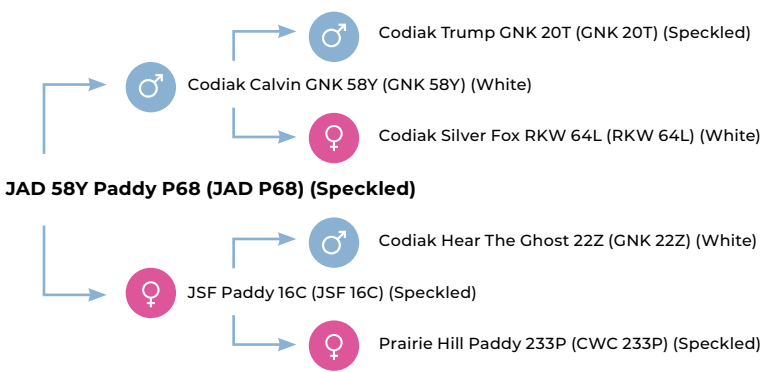 Codiak Trump GNK 20T (GNK 20T) (Speckled)
Codiak Calvin GNK 58Y (GNK 58Y) (White)
Codiak Silver Fox RKW 64L (RKW 64L) (White)
JAD 58Y Paddy P68 (JAD P68) (Speckled)
Codiak Hear The Ghost 22Z (GNK 22Z) (White)
JSF Paddy 16C (JSF 16C) (Speckled)
Prairie Hill Paddy 233P (CWC 233P) (Speckled)